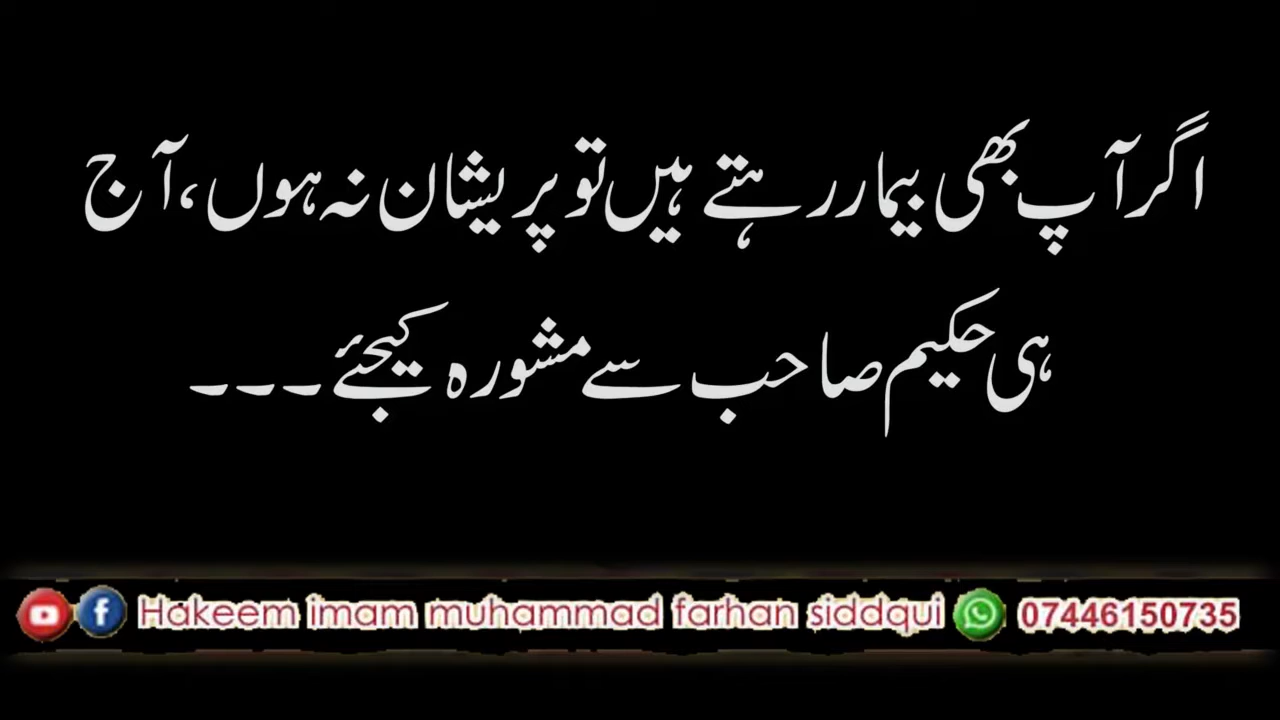 اگر آپ بھی بیمار رہتے ہیں تو پریشان نہ ہوں، آج
ہی حکیم صاحب سے مشورہ کیجئے۔۔۔
Hakeem imam muhammad farhan siddqui 07446150735